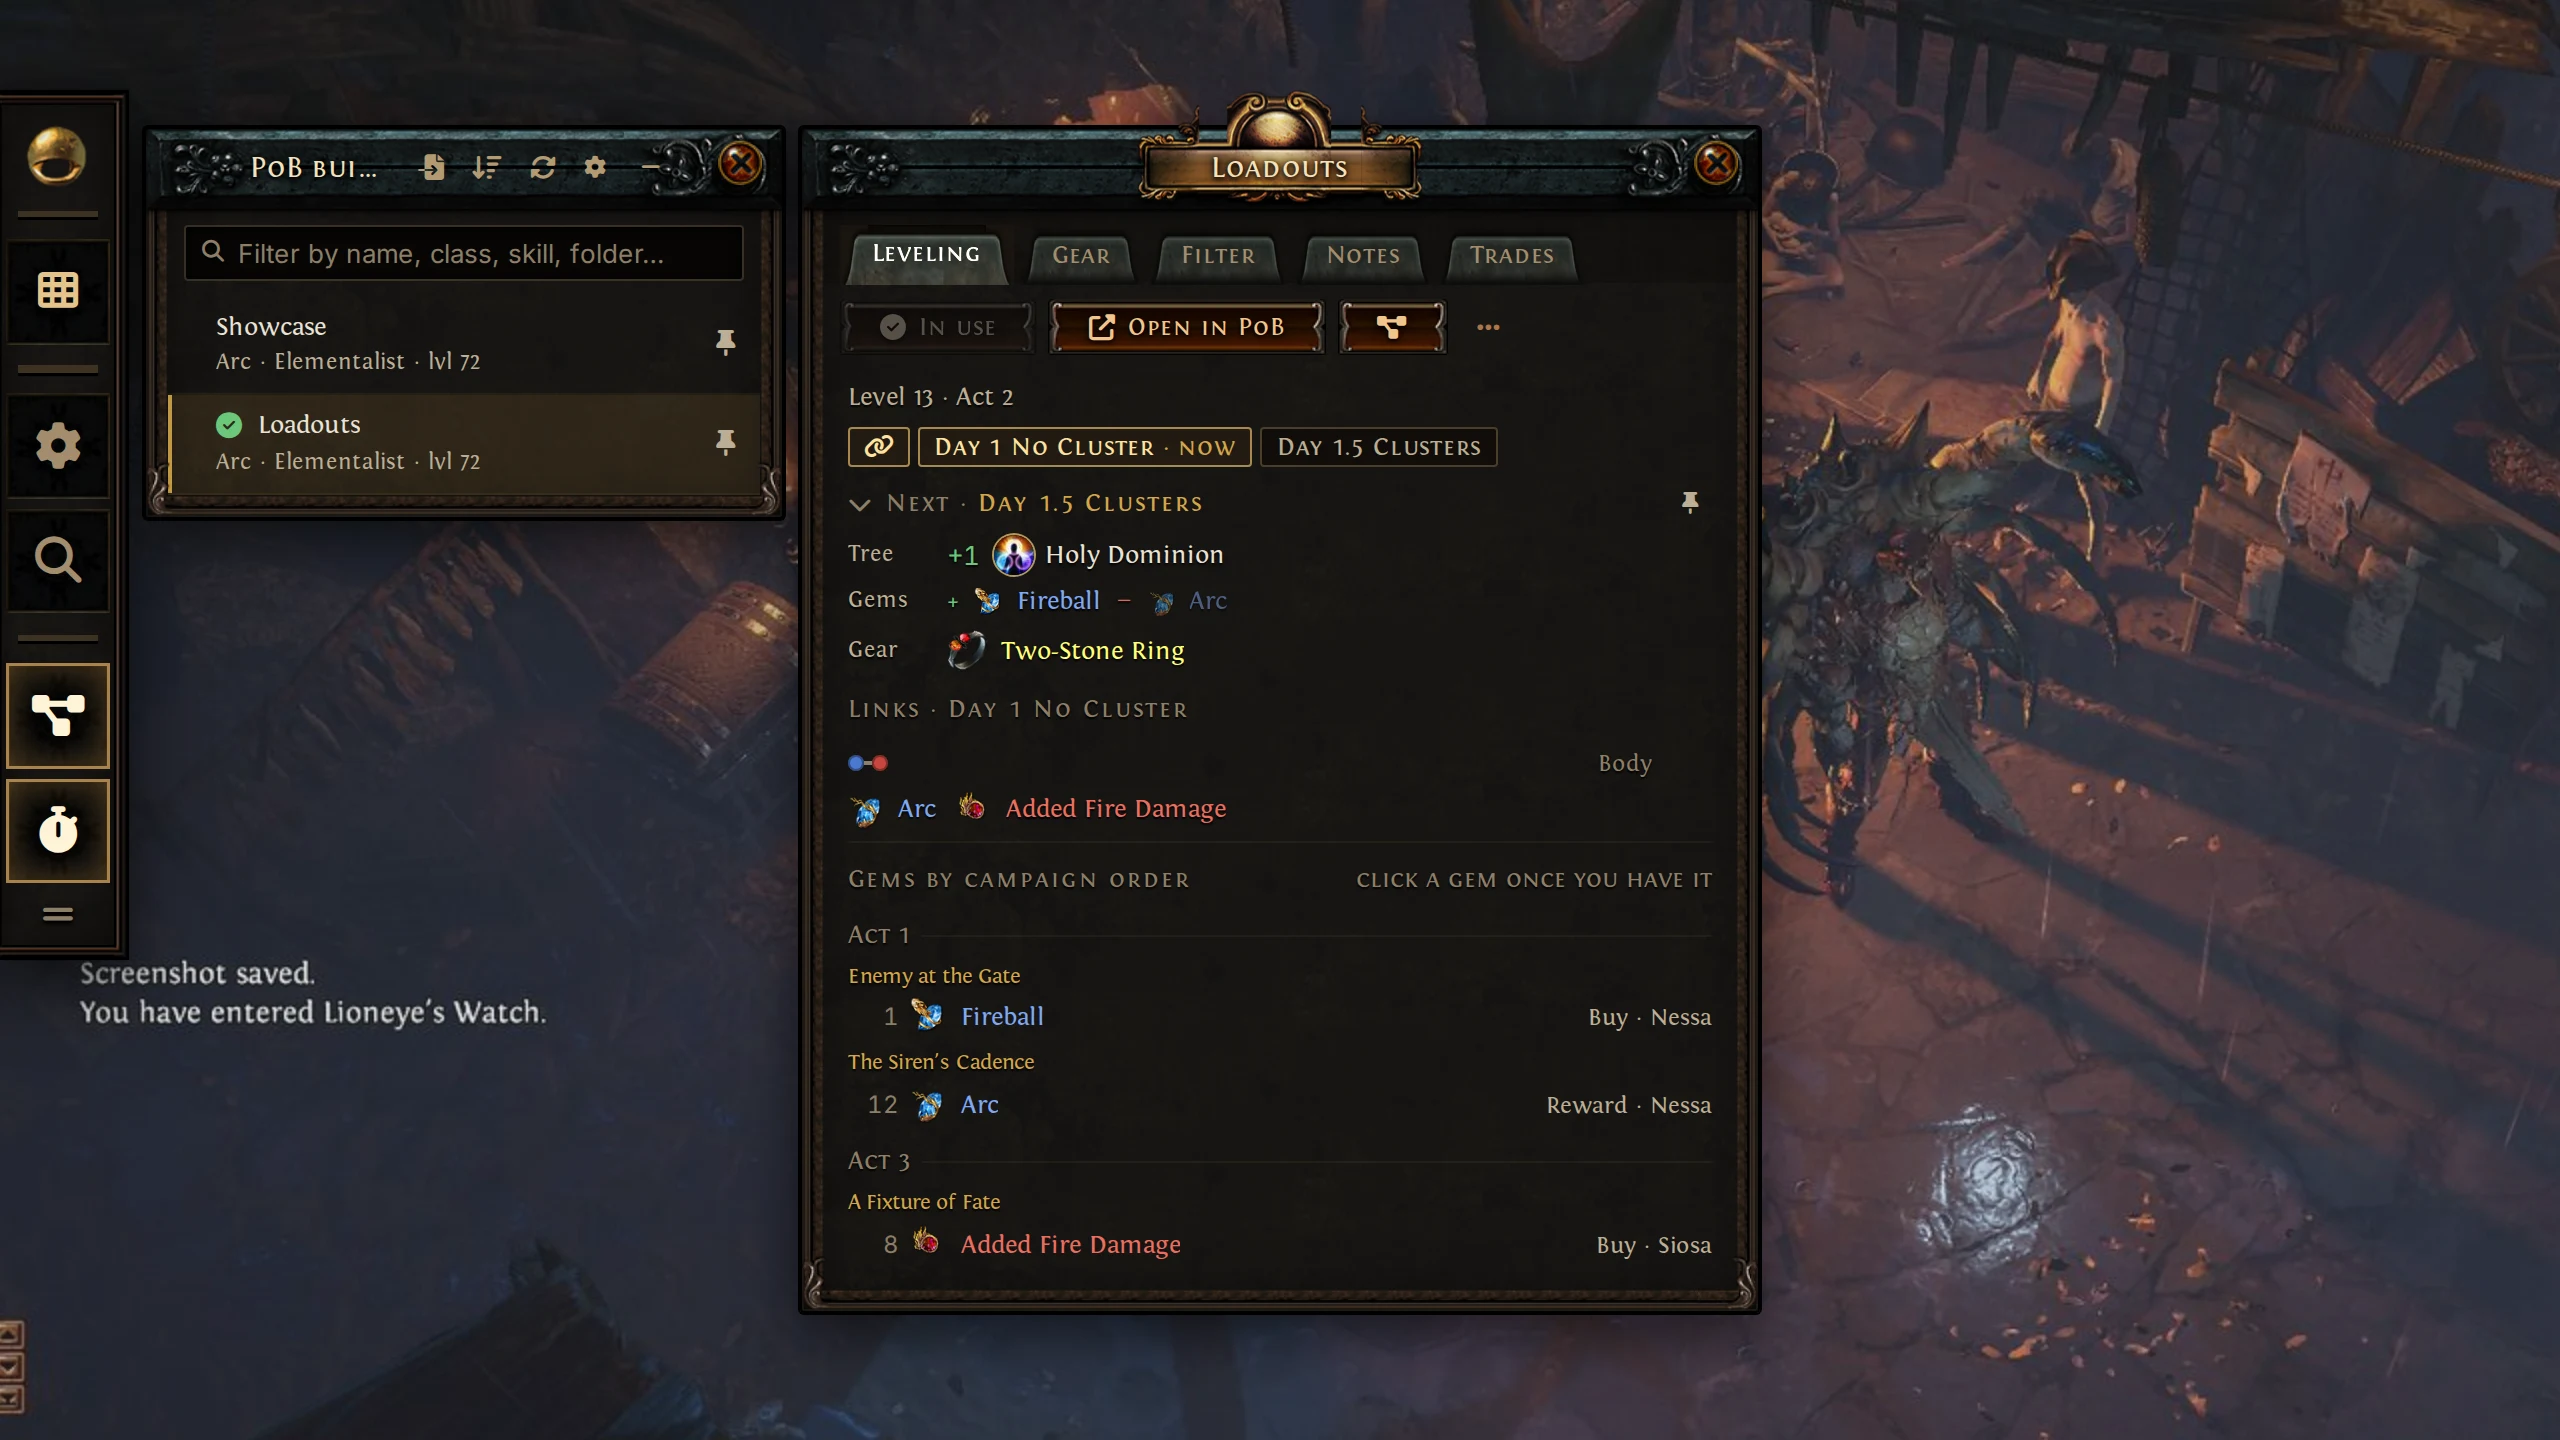 PoB bui...
Filter by name, class, skill, folder...
Showcase
Arc · Elementalist · lvl 72
Loadouts
Arc · Elementalist · lvl 72
Screenshot saved.
You have entered Lioneye's Watch.
Loadouts
Leveling Gear Filter Notes Trades
In use Open in PoB
Level 13 · Act 2
Day 1 No Cluster · now Day 1.5 Clusters
Next · Day 1.5 Clusters
Tree +1 Holy Dominion
Gems + Fireball − Arc
Gear Two-Stone Ring
Links · Day 1 No Cluster
Body
Arc Added Fire Damage
Gems by campaign order click a gem once you have it
Act 1
Enemy at the Gate
1 Fireball Buy · Nessa
The Siren's Cadence
12 Arc Reward · Nessa
Act 3
A Fixture of Fate
8 Added Fire Damage Buy · Siosa